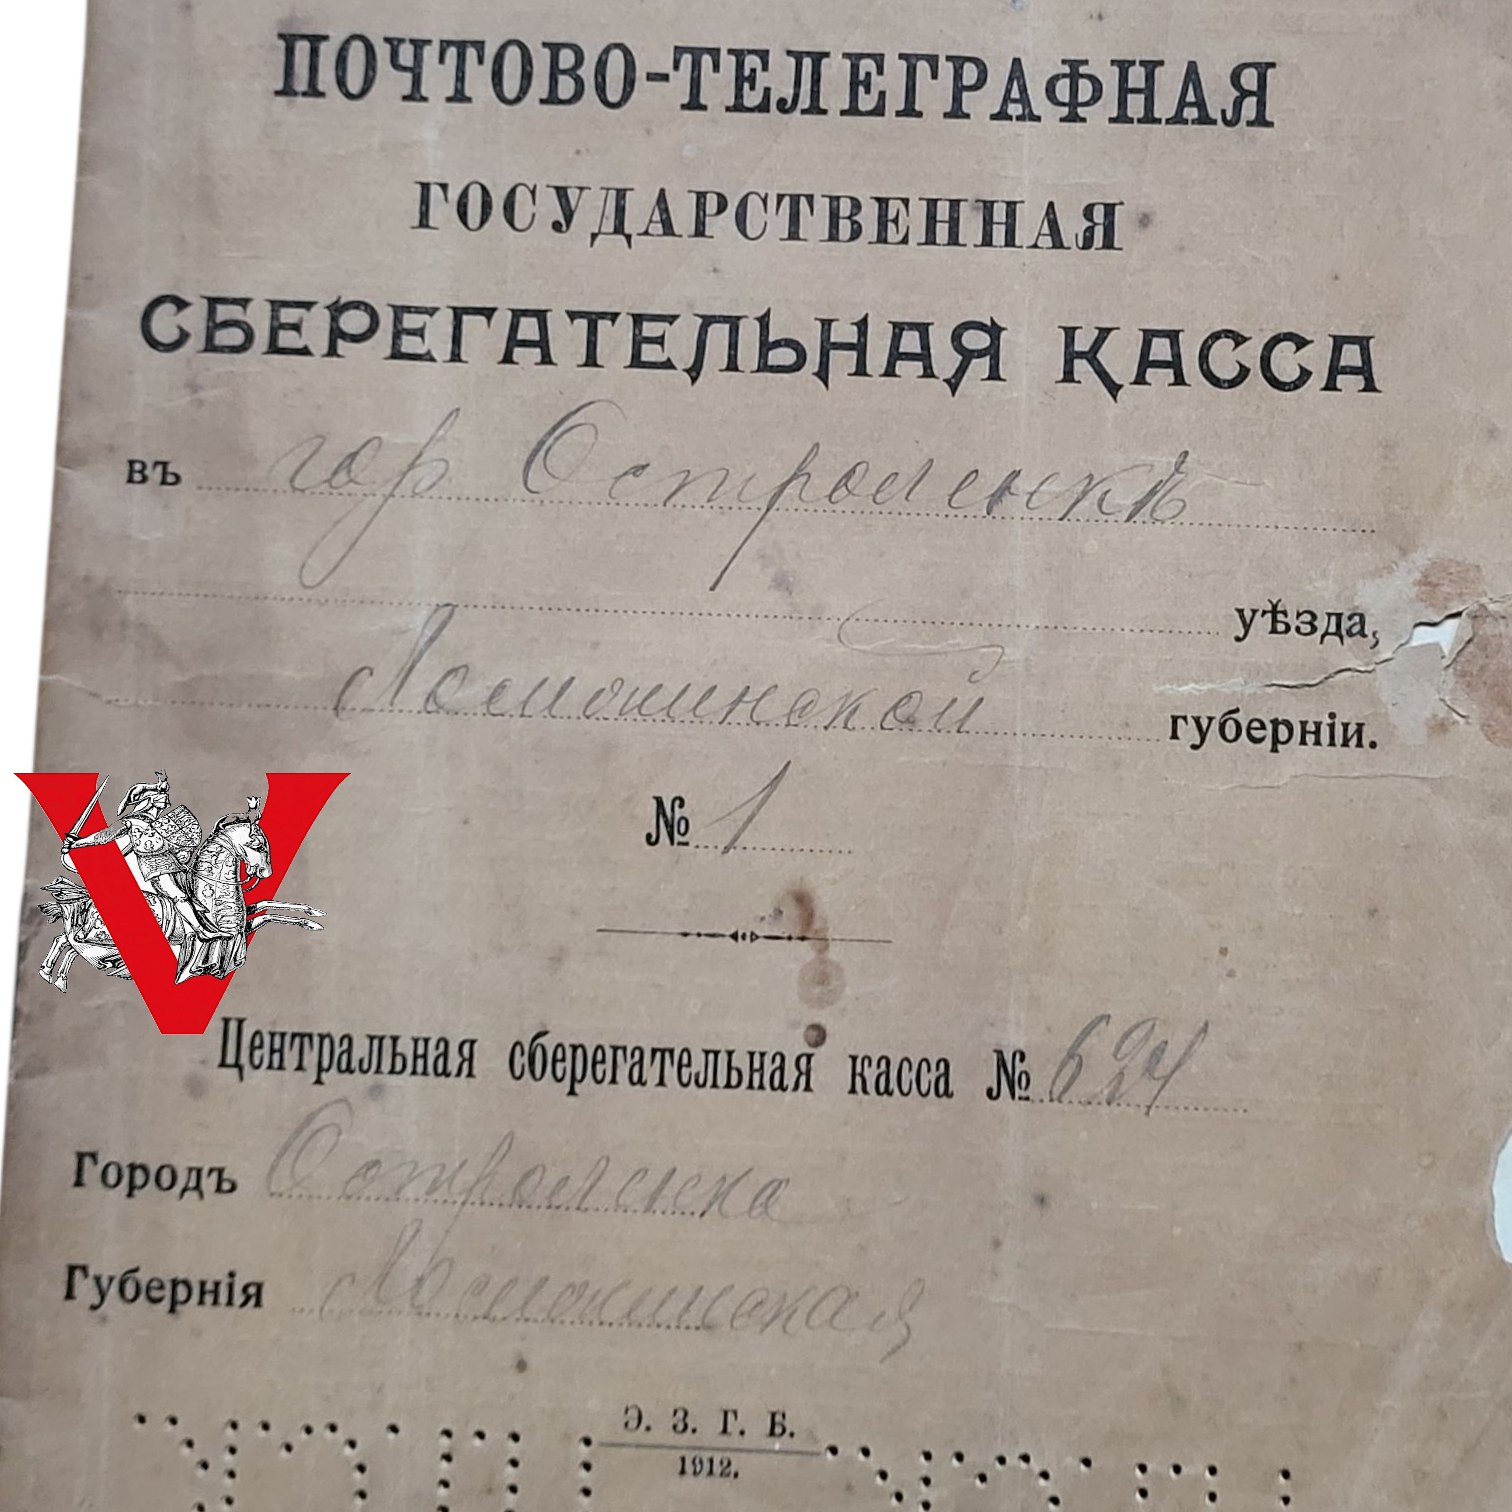 ПОЧТОВО-ТЕЛЕГРАФНАЯ
ГОСУДАРСТВЕННАЯ
СБЕРЕГАТЕЛЬНАЯ КАССА
въ гор Остроленкѣ
уѣзда,
Ломжинской губерніи.
№ 1
V
Центральная сберегательная касса № 624
Городъ Остроленка
Губернія Ломжинская
Э. З. Г. Б.
1912.